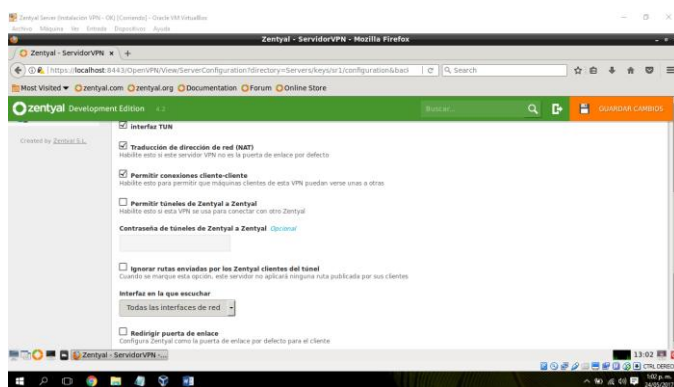 Zentyal Server (Instalación VPN - OK) [Corriendo] - Oracle VM VirtualBox
Archivo Máquina Ver Entrada Dispositivos Ayuda
Zentyal - ServidorVPN - Mozilla Firefox
Zentyal - ServidorVPN
https://localhost:8443/OpenVPN/View/ServerConfiguration?directory=Servers/keys/sr1/configuration&back
Search
Most Visited zentyal.com zentyal.org Documentation Forum Online Store
zentyal Development Edition 4.2
Buscar...
GUARDAR CAMBIOS
interfaz TUN
Created by Zentyal S.L.
Traducción de dirección de red (NAT)
Habilite esto si este servidor VPN no es la puerta de enlace por defecto
Permitir conexiones cliente-cliente
Habilite esto para permitir que máquinas clientes de esta VPN puedan verse unas a otras
Permitir túneles de Zentyal a Zentyal
Habilite esto si esta VPN se usa para conectar con otro Zentyal
Contraseña de túneles de Zentyal a Zentyal Opcional
Ignorar rutas enviadas por los Zentyal clientes del túnel
Cuando se marque esta opción, este servidor no aplicará ninguna ruta publicada por sus clientes
Interfaz en la que escuchar
Todas las interfaces de red
Redirigir puerta de enlace
Configura Zentyal como la puerta de enlace por defecto para el cliente
Zentyal - ServidorVPN -...
13:02
CTRL DERECHO
1:02 p.m.
24/05/2017